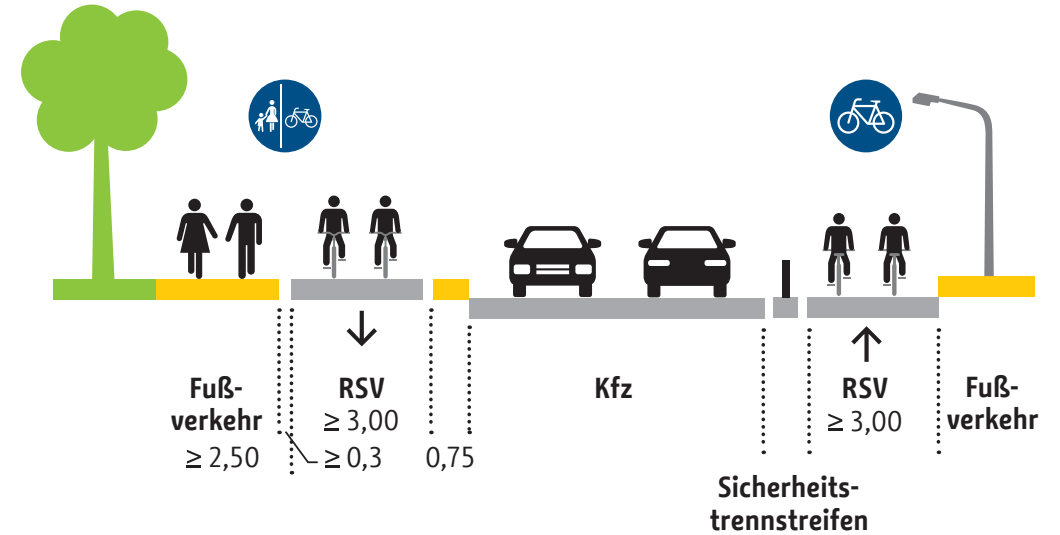 Fuß-
verkehr
≥ 2,50
≥ 0,3
RSV
≥ 3,00
0,75
Kfz
Sicherheits-
trennstreifen
RSV
≥ 3,00
Fuß-
verkehr